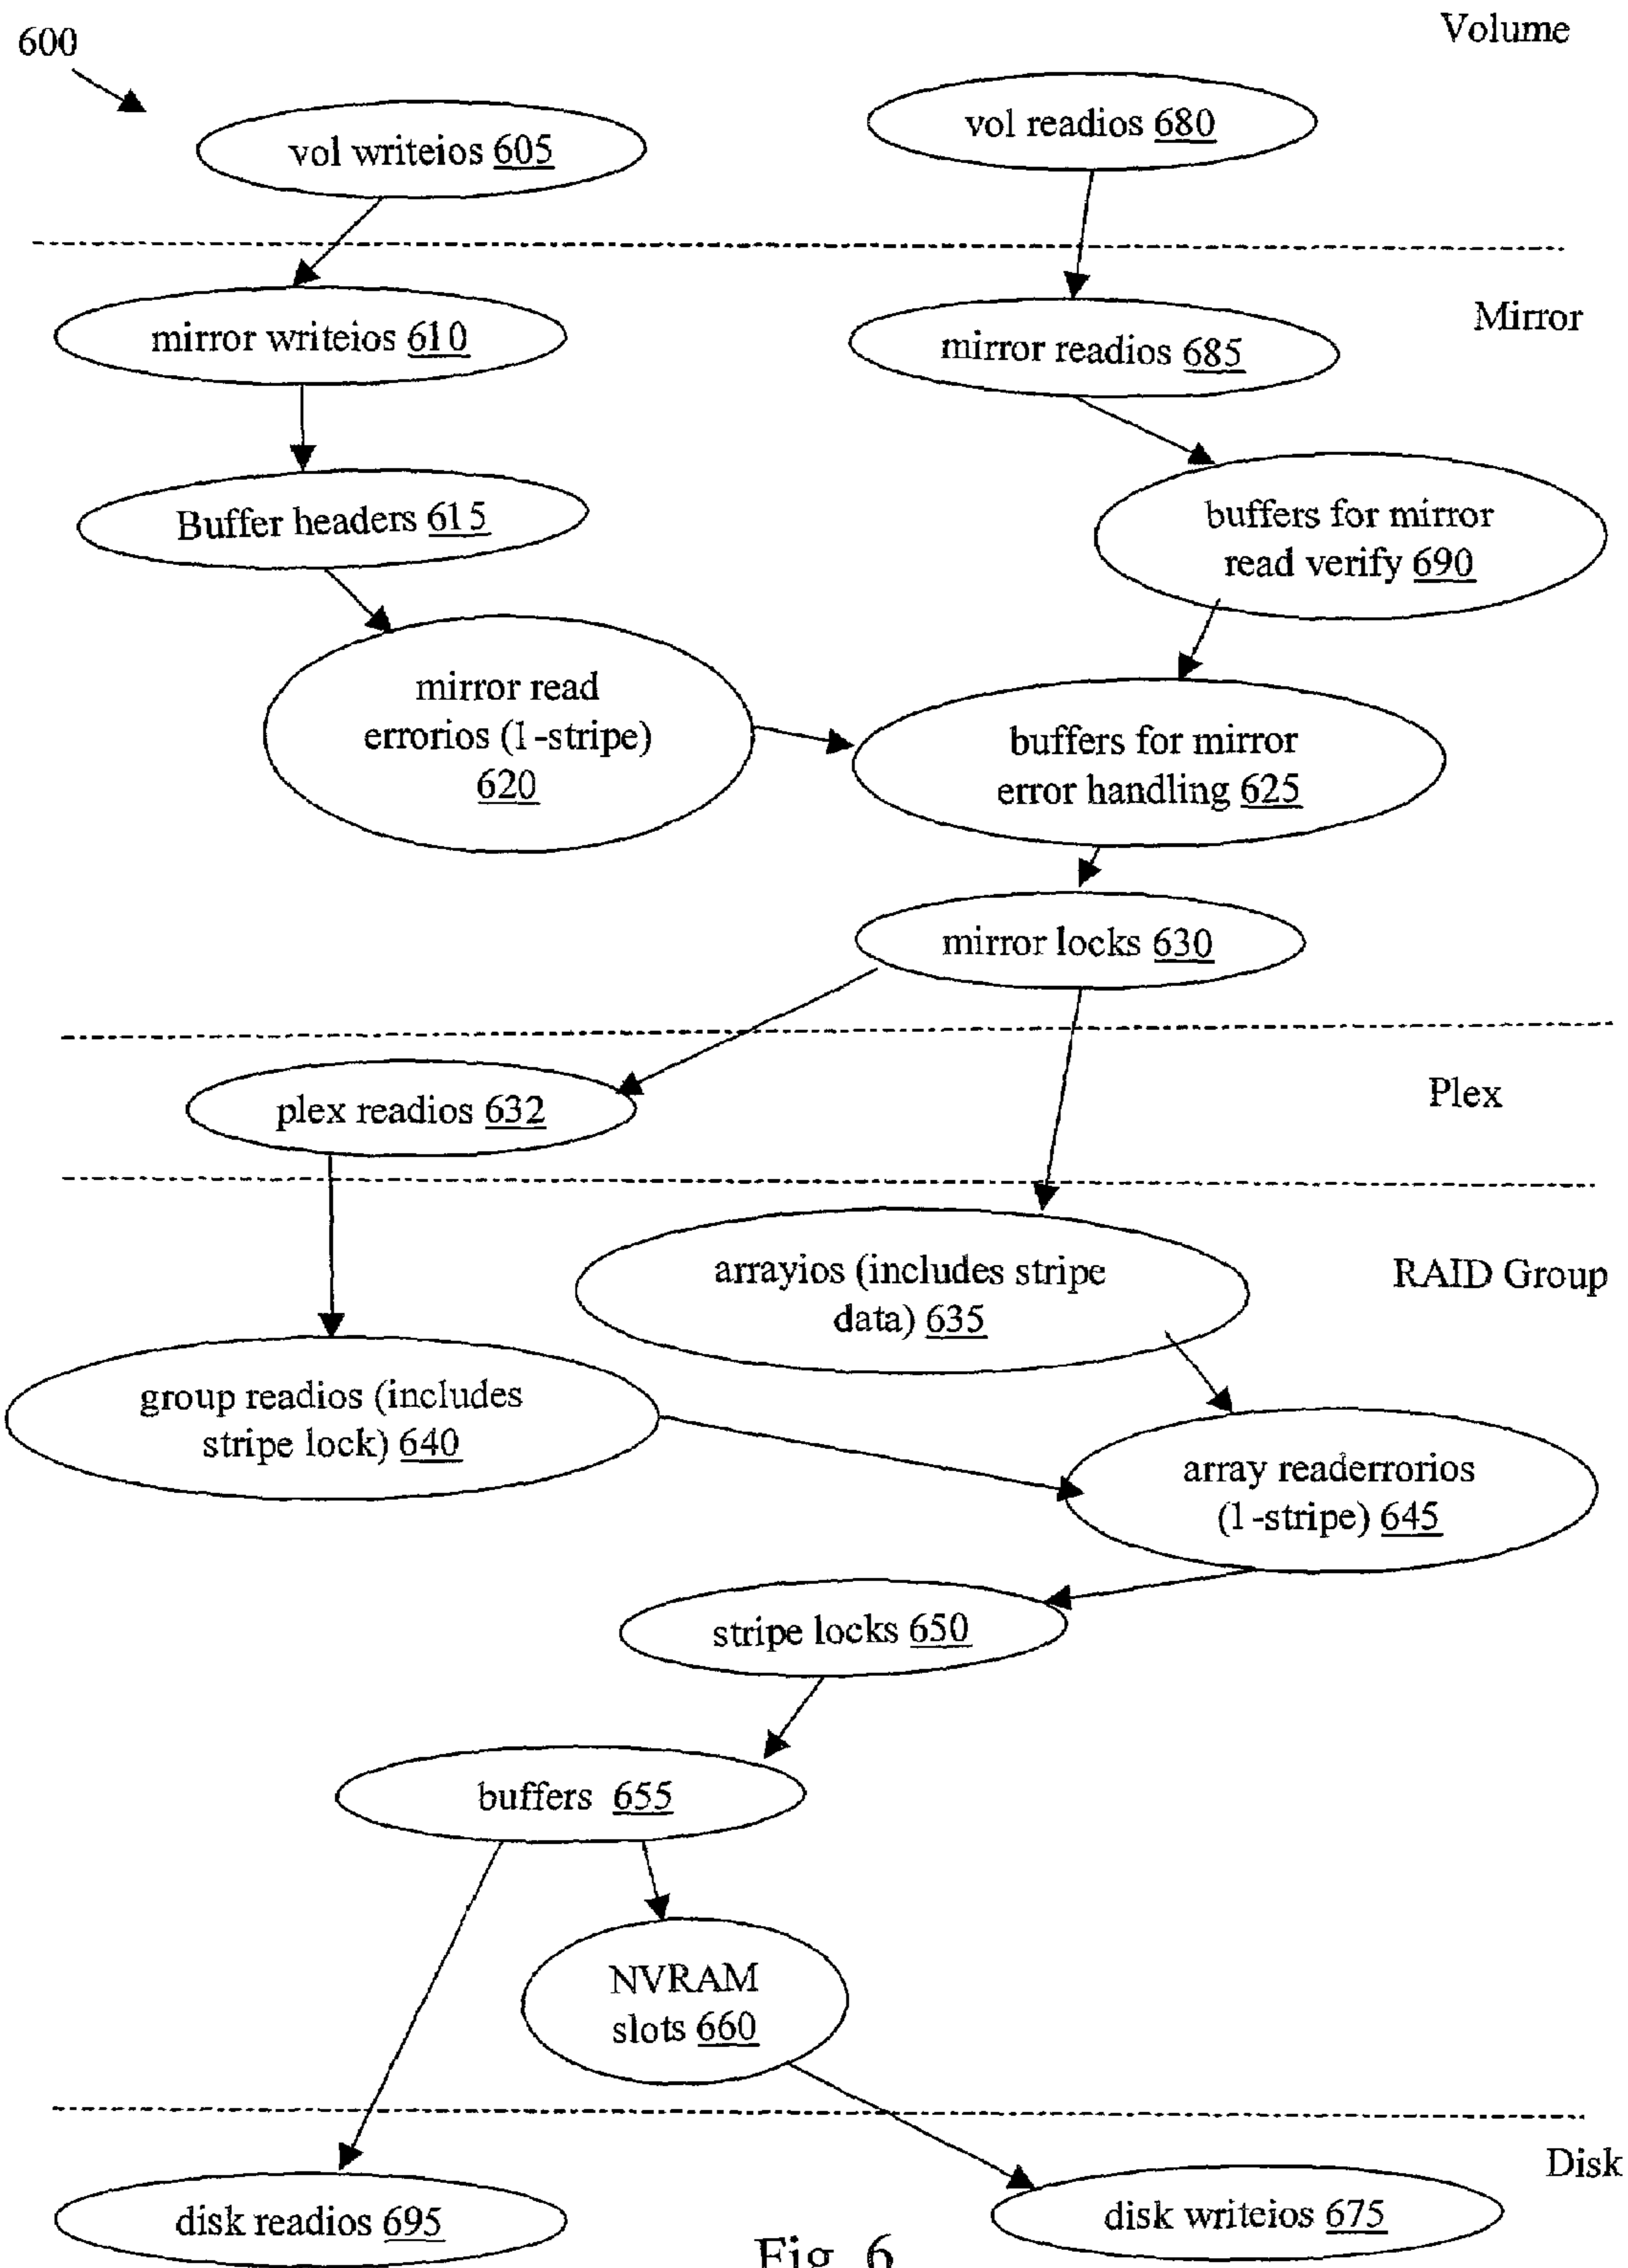 600
Volume
vol writeios 605
vol readios 680
Mirror
mirror writeios 610
mirror readios 685
Buffer headers 615
buffers for mirror
read verify 690
mirror read
errorios (1-stripe)
620
buffers for mirror
error handling 625
mirror locks 630
Plex
plex readios 632
RAID Group
arrayios (includes stripe
data) 635
group readios (includes
stripe lock) 640
array readerrorios
(1-stripe) 645
stripe locks 650
buffers 655
NVRAM
slots 660
Disk
disk readios 695
disk writeios 675
Fig. 6